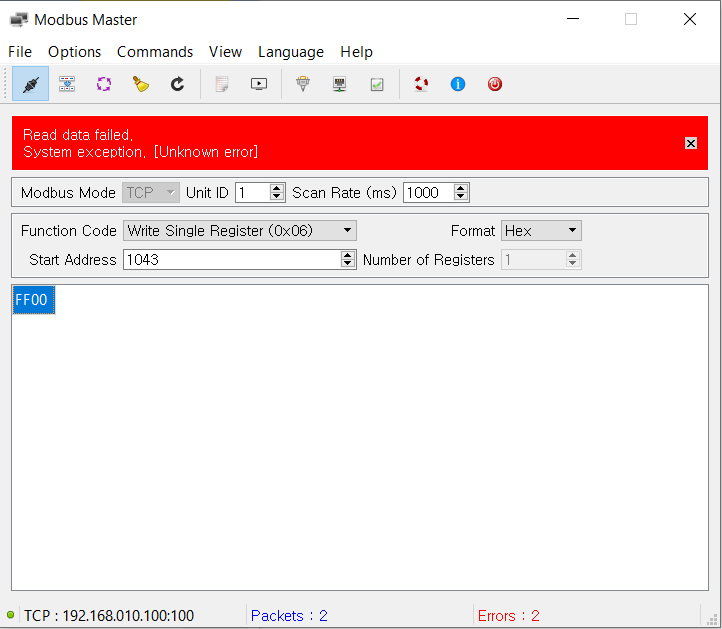 Modbus Master
File Options Commands View Language Help
Read data failed.
System exception. [Unknown error]
Modbus Mode TCP Unit ID 1 Scan Rate (ms) 1000
Function Code Write Single Register (0x06) Format Hex
Start Address 1043 Number of Registers 1
FF00
TCP : 192.168.010.100:100 Packets : 2 Errors : 2